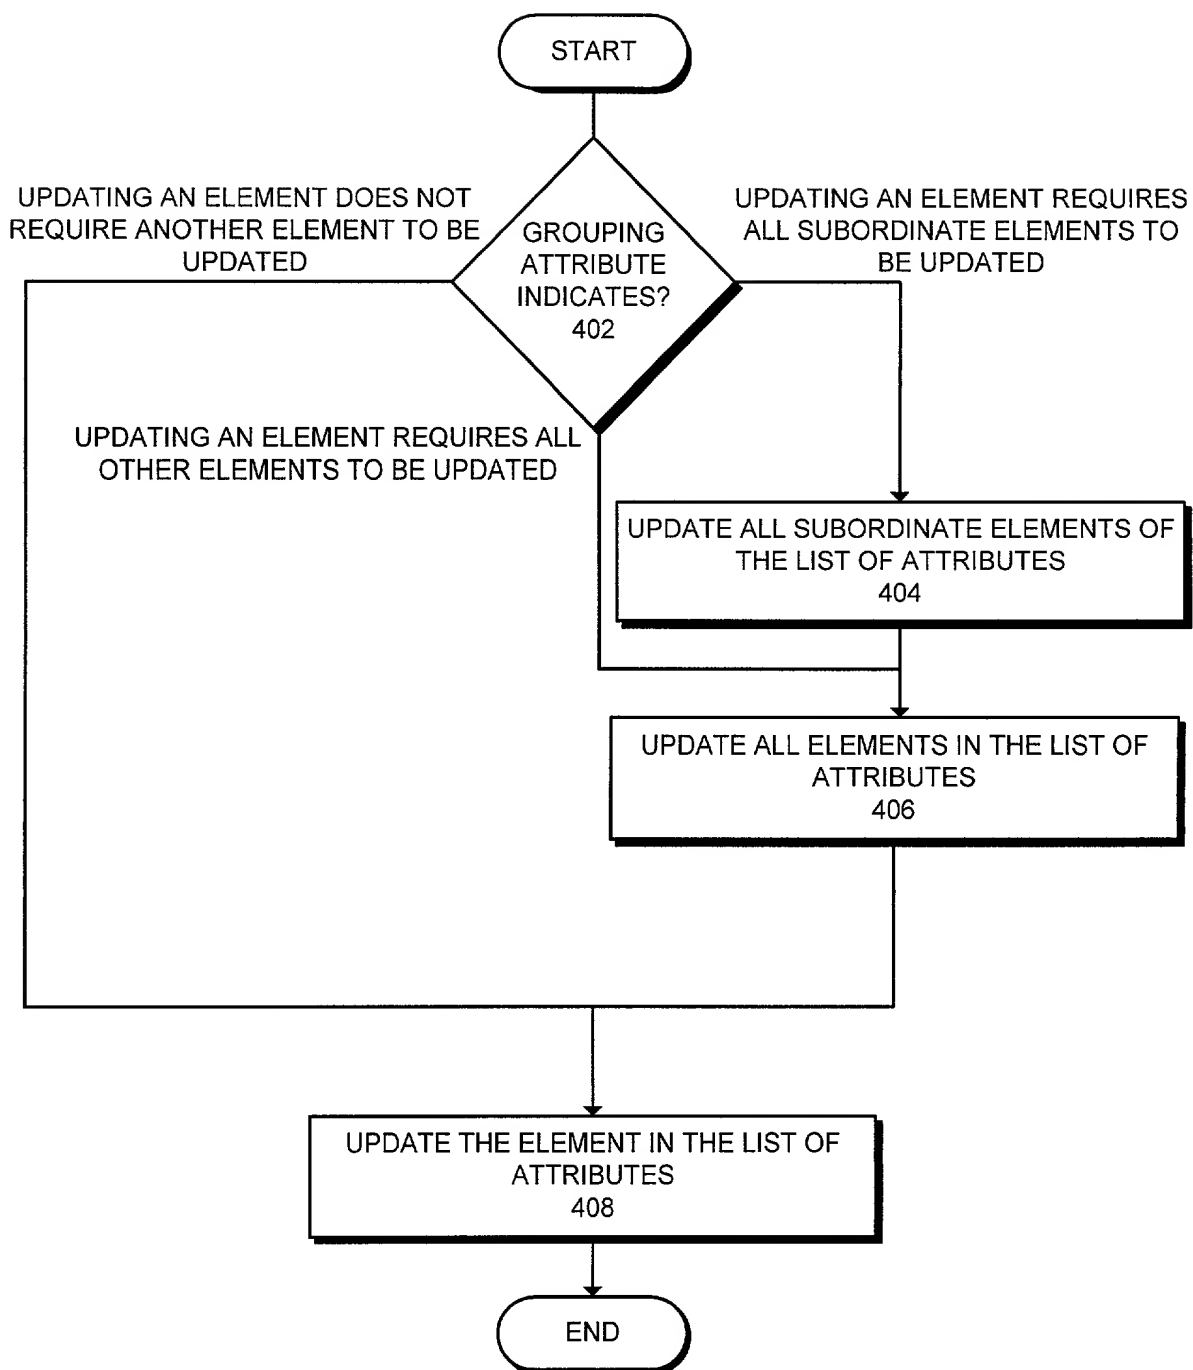 START
UPDATING AN ELEMENT DOES NOT
REQUIRE ANOTHER ELEMENT TO BE
UPDATED
GROUPING
ATTRIBUTE
INDICATES?
402
UPDATING AN ELEMENT REQUIRES
ALL SUBORDINATE ELEMENTS TO
BE UPDATED
UPDATING AN ELEMENT REQUIRES ALL
OTHER ELEMENTS TO BE UPDATED
UPDATE ALL SUBORDINATE ELEMENTS OF
THE LIST OF ATTRIBUTES
404
UPDATE ALL ELEMENTS IN THE LIST OF
ATTRIBUTES
406
UPDATE THE ELEMENT IN THE LIST OF
ATTRIBUTES
408
END